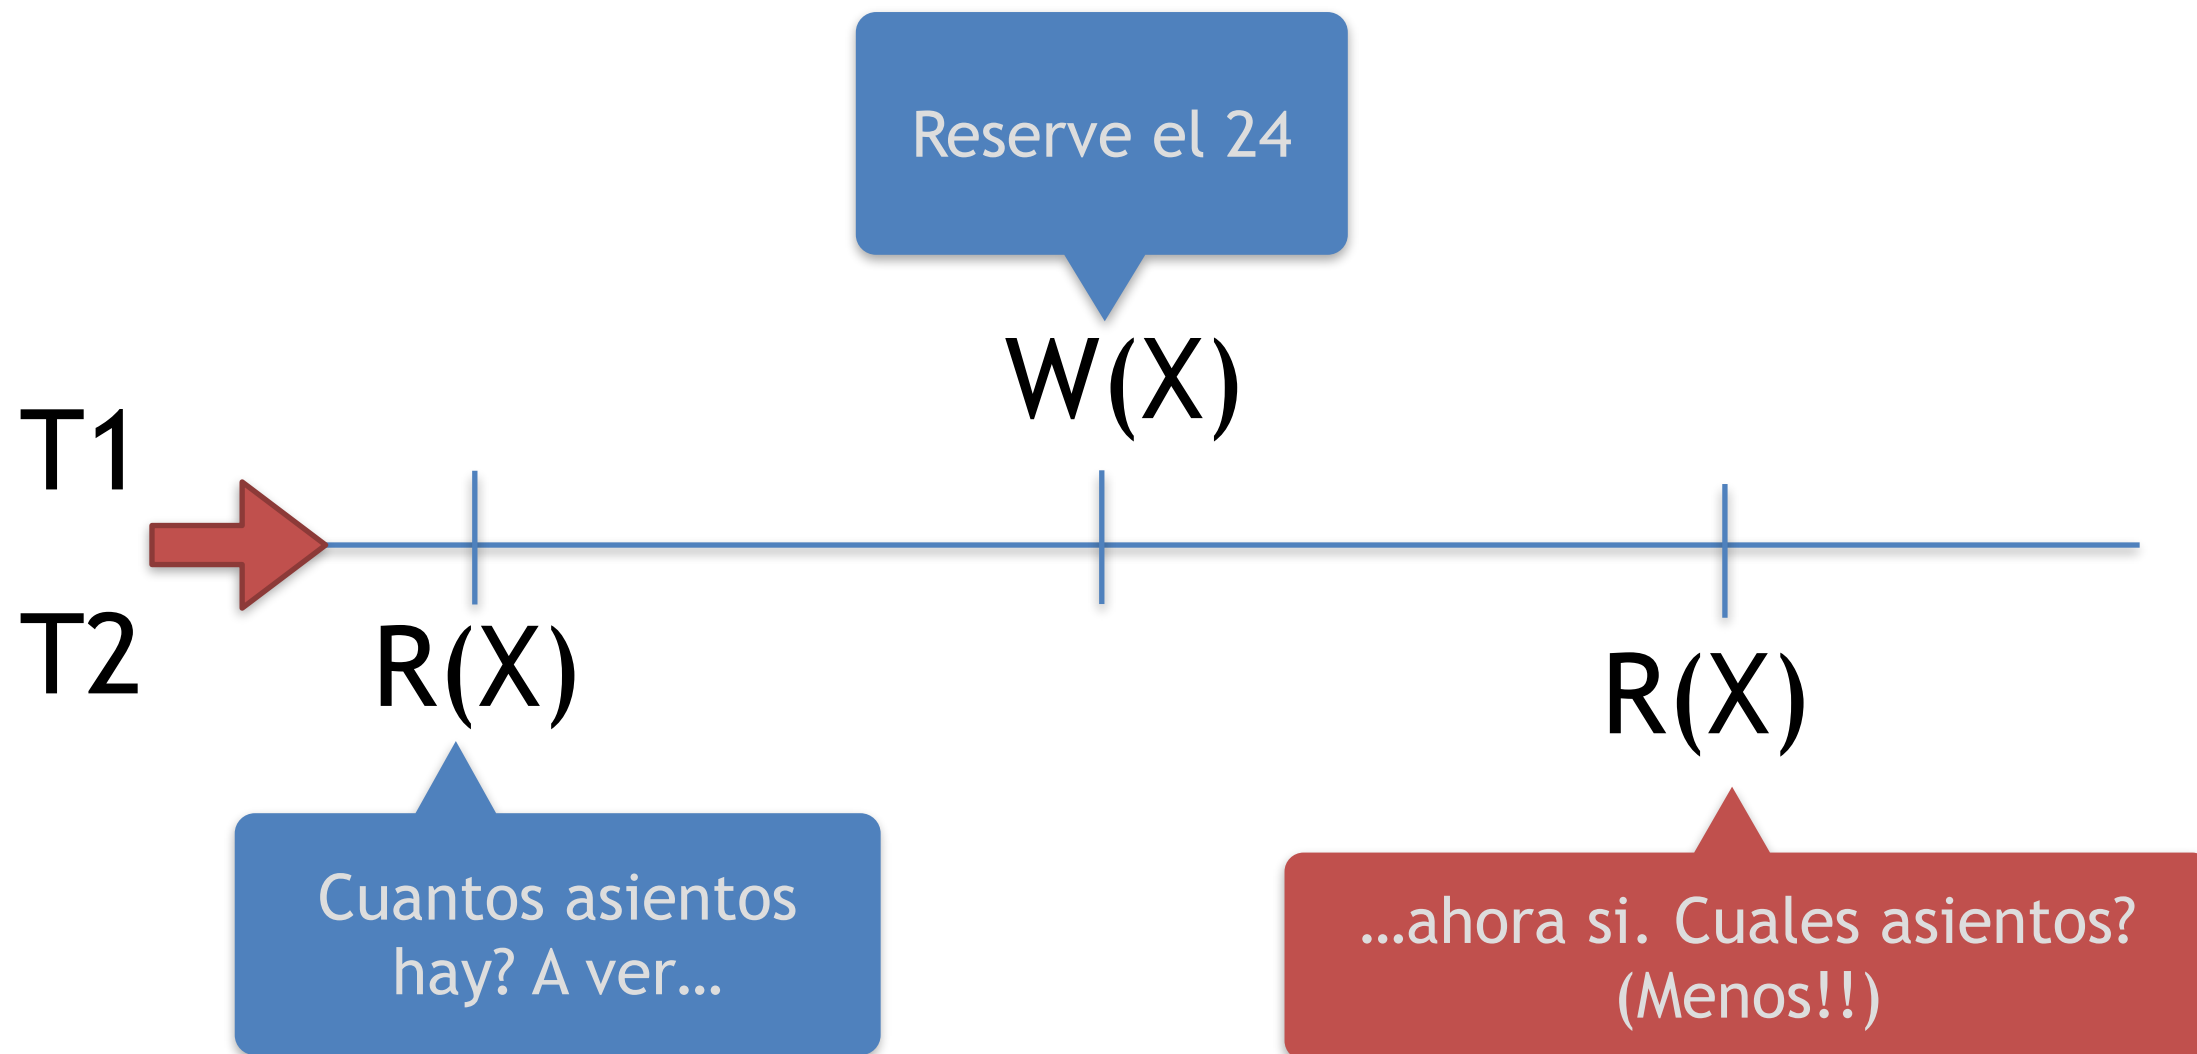 Reserve el 24
W(X)
T1
T2
R(X)
R(X)
Cuantos asientos
hay? A ver...
...ahora si. Cuales asientos?
(Menos!!)